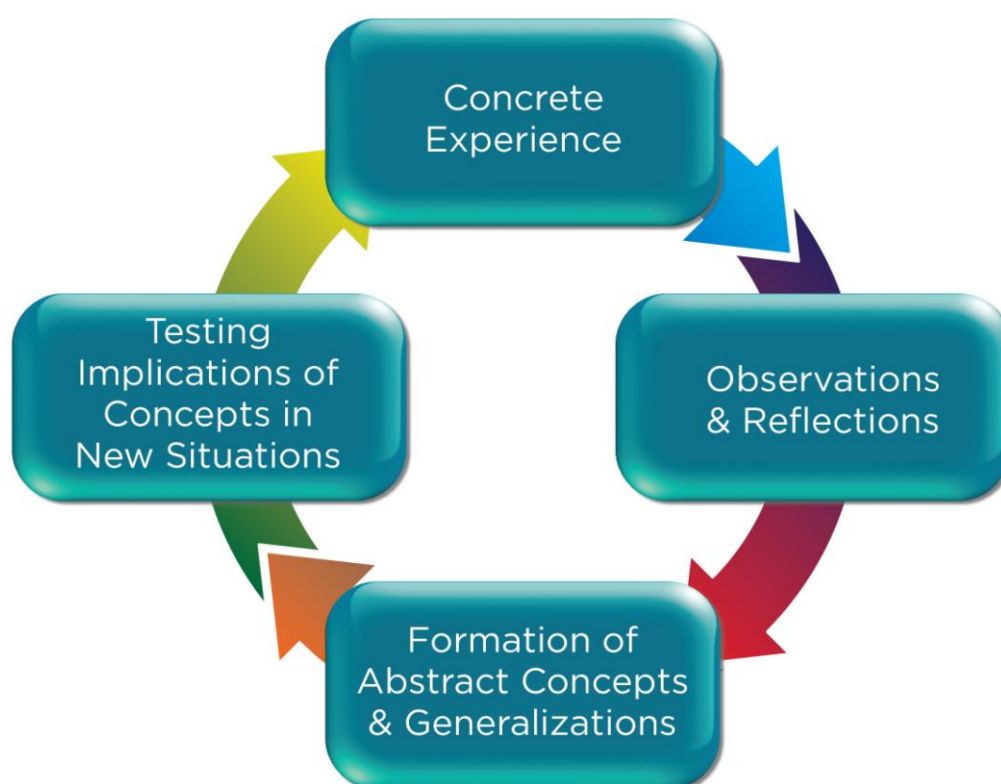 Concrete
Experience
Observations
& Reflections
Formation of
Abstract Concepts
& Generalizations
Testing
Implications of
Concepts in
New Situations